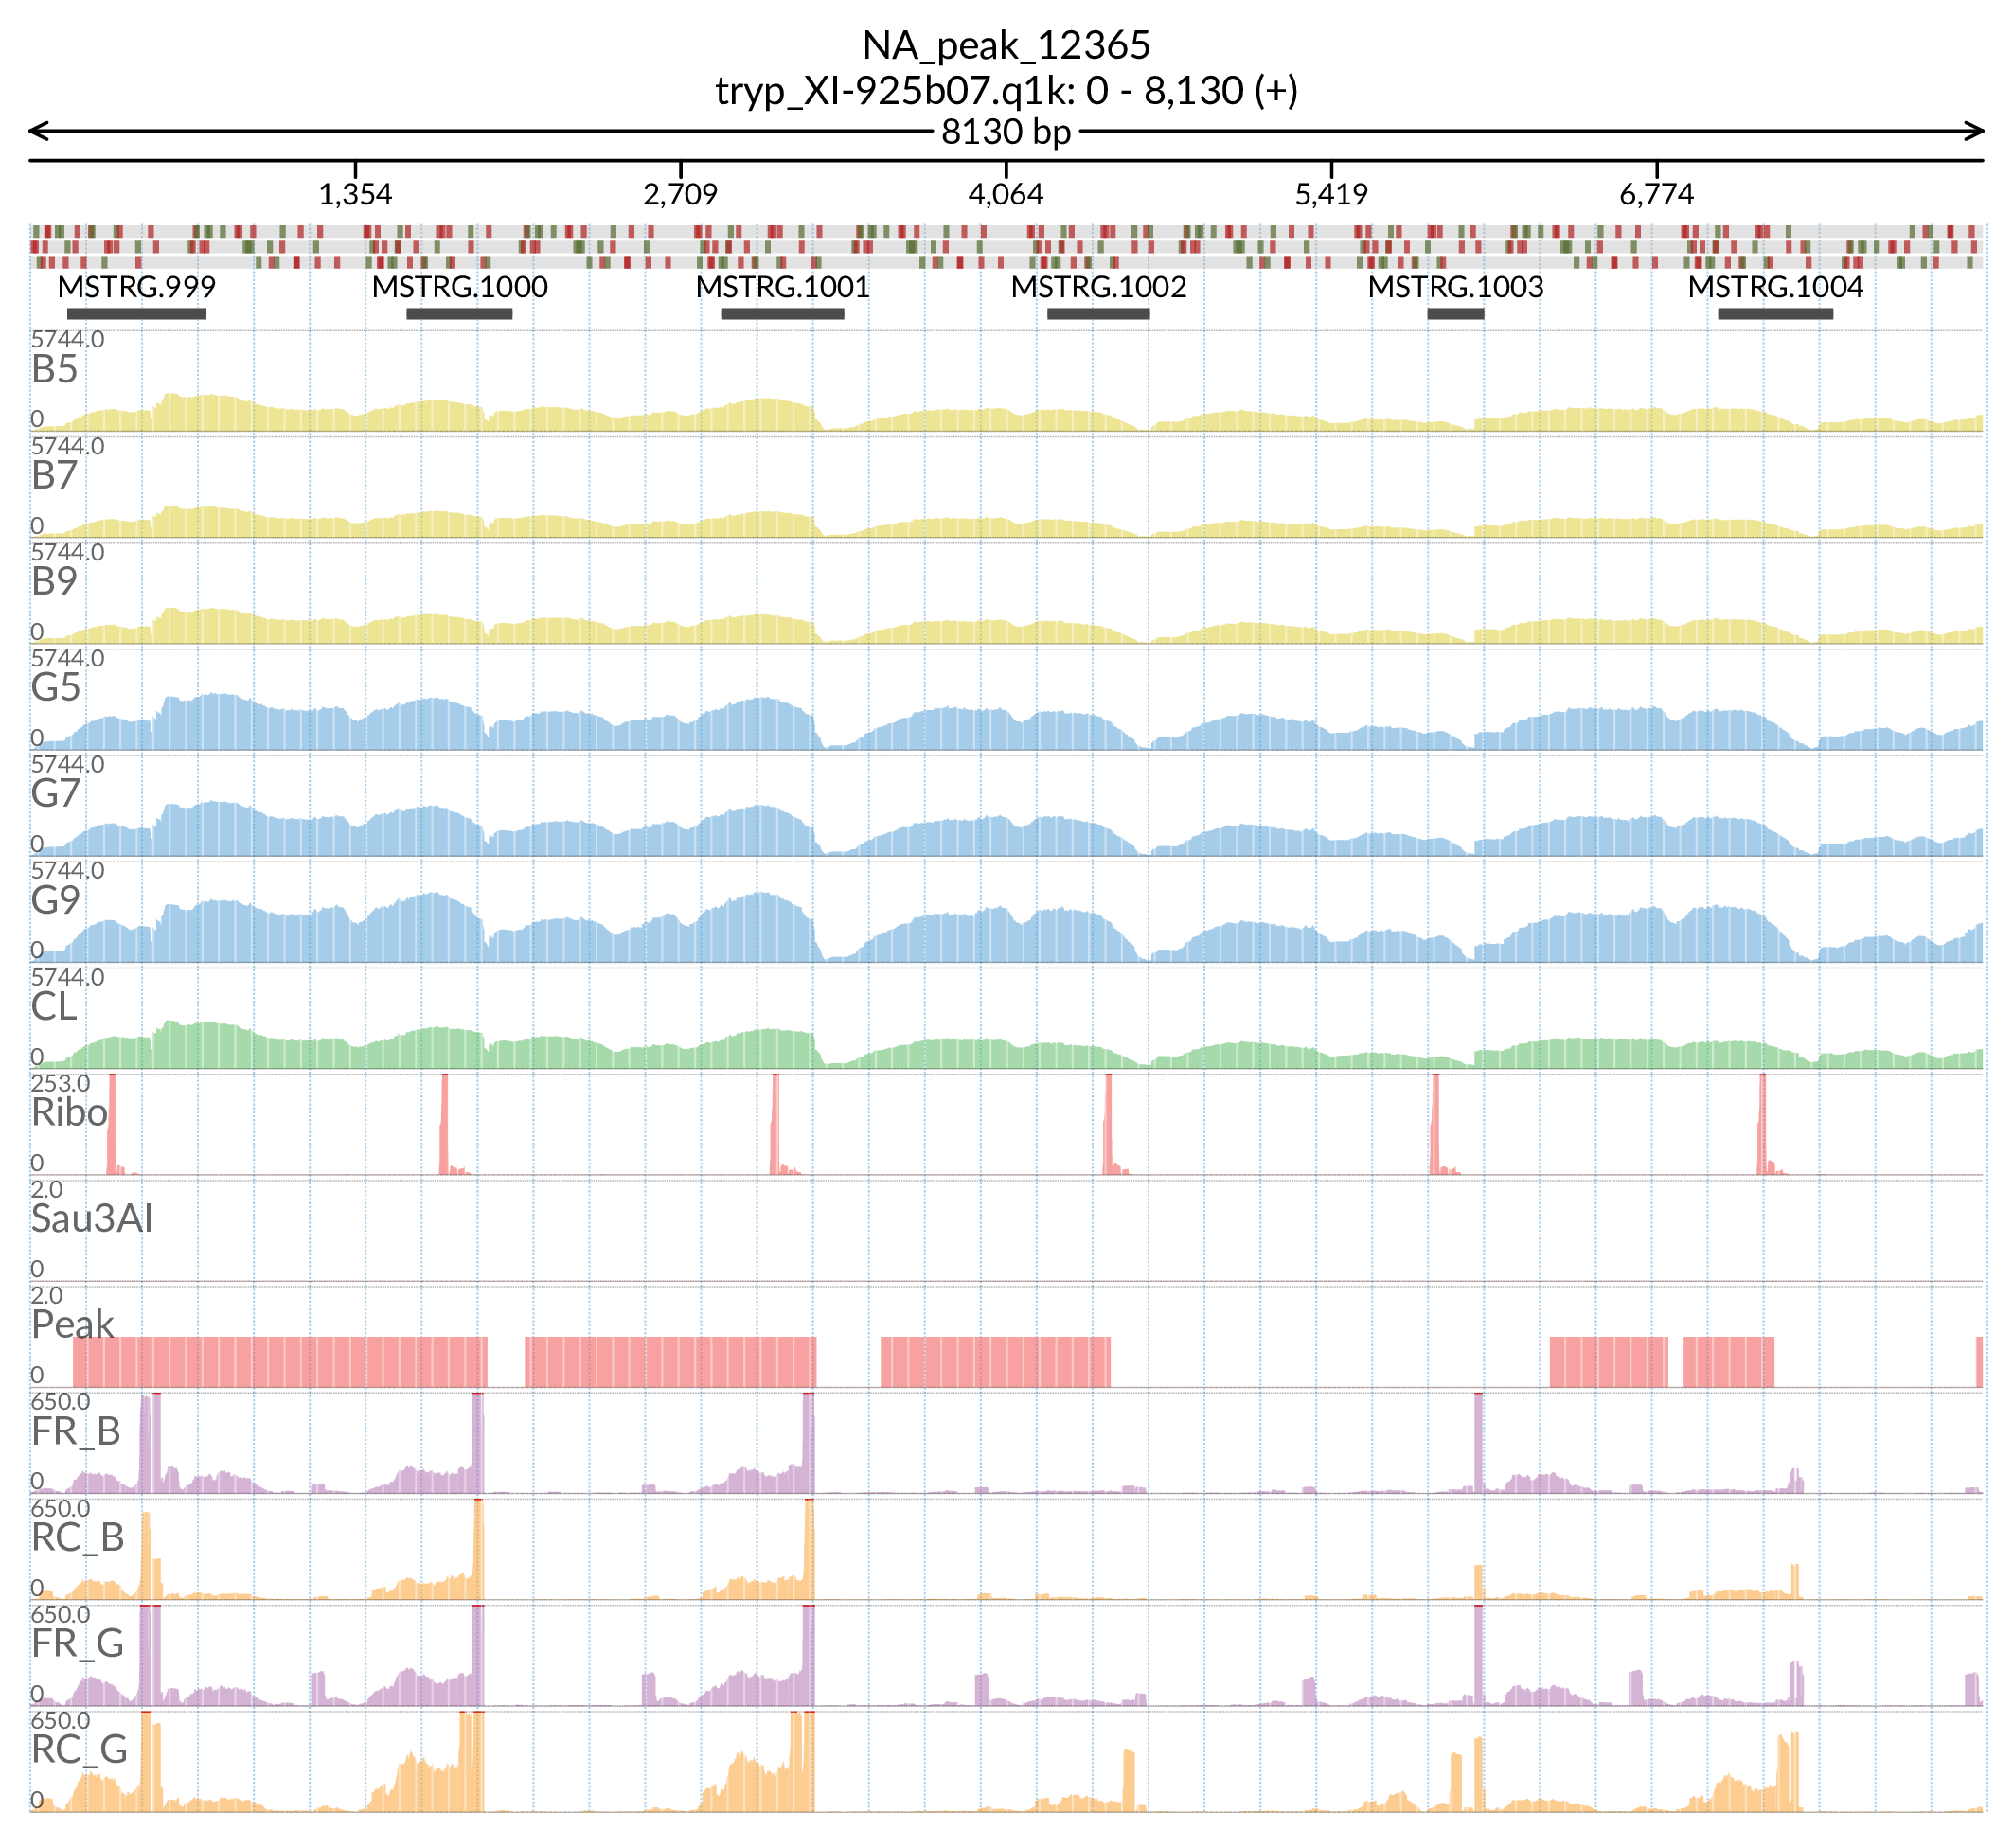 NA_peak_12365
tryp_XI-925b07.q1k: 0 - 8,130 (+)
8130 bp
1,354 2,709 4,064 5,419 6,774
MSTRG.999 MSTRG.1000 MSTRG.1001 MSTRG.1002 MSTRG.1003 MSTRG.1004
5744.0
B5
0
5744.0
B7
0
5744.0
B9
0
5744.0
G5
0
5744.0
G7
0
5744.0
G9
0
5744.0
CL
0
253.0
Ribo
0
2.0
Sau3AI
0
2.0
Peak
0
650.0
FR_B
0
650.0
RC_B
0
650.0
FR_G
0
650.0
RC_G
0